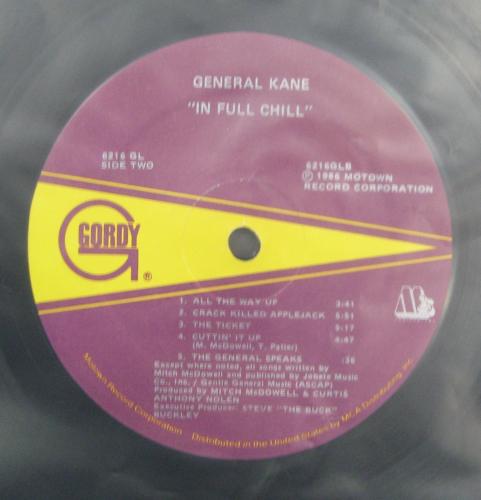 GENERAL KANE
"IN FULL CHILL"
6216 GL
SIDE TWO
6216GLB
℗ 1986 MOTOWN
RECORD CORPORATION
GORDY
G
®
1. ALL THE WAY UP 3:41
2. CRACK KILLED APPLEJACK 5:51
3. THE TICKET 5:17
4. CUTTIN' IT UP 4:47
(M. McDowell, T. Patler)
5. THE GENERAL SPEAKS :36
Except where noted, all songs written by
Mitch McDowell and published by Jobete Music
Co., Inc. / Gentle General Music (ASCAP)
Produced by MITCH McDOWELL & CURTIS
ANTHONY NOLEN
Executive Producer: STEVE "THE BUCK"
BUCKLEY
Motown Record Corporation Distributed in the United States by MCA Distributing, Inc.